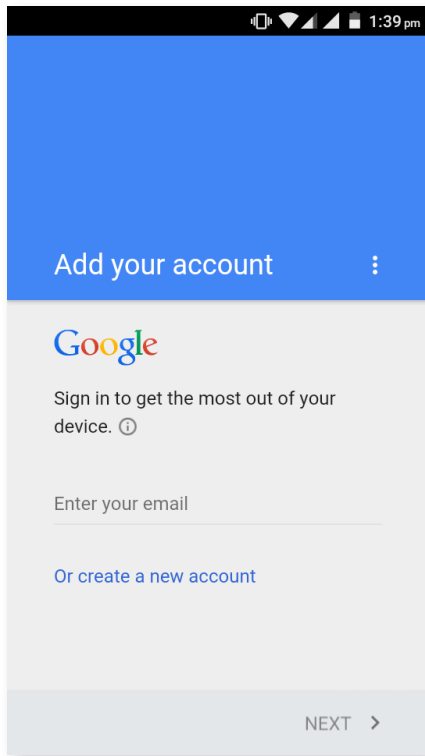 1:39 pm
Add your account
Google
Sign in to get the most out of your
device.
Enter your email
Or create a new account
NEXT